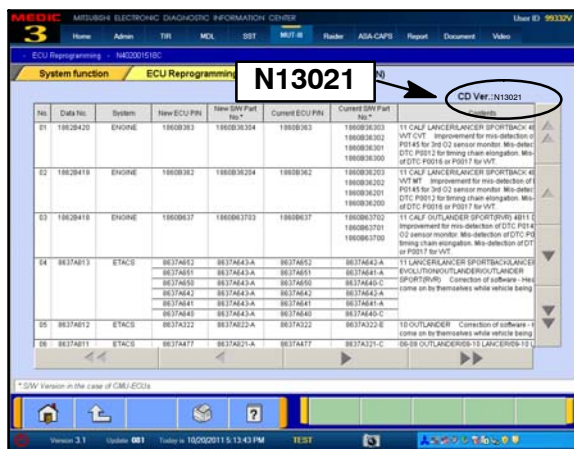 MEDIC MITSUBISHI ELECTRONIC DIAGNOSTIC INFORMATION CENTER User ID 99332V
3 Home Admin TIR MDL SST MUT-III Raider ASA-CAPS Report Document Video
ECU Reprogramming N402001518C
System function ECU Reprogramming N)
N13021
CD Ver.:N13021
No. Data No. System New ECU P/N New S/W Part No.* Current ECU P/N Current S/W Part No.* Contents
01 1982B420 ENGINE 1860B363 1860B36304 1860B363 1860B36303 11 CALF LANCER/LANCER SPORTBACK 4B
1860B36302 VVT CVT Improvement for mis-detection of
1860B36301 P0145 for 3rd O2 sensor monitor. Mis-detec
1860B36300 DTC P0012 for timing chain elongation. Mis-
of DTC P0016 or P0017 for VVT.
02 1982B419 ENGINE 1860B362 1860B36204 1860B362 1860B36203 11 CALF LANCER/LANCER SPORTBACK 4B
1860B36202 VVT MT Improvement for mis-detection of
1860B36201 P0145 for 3rd O2 sensor monitor. Mis-detec
1860B36200 DTC P0012 for timing chain elongation. Mis-
of DTC P0016 or P0017 for VVT.
03 1982B418 ENGINE 1860B637 1860B63703 1860B637 1860B63702 11 CALF OUTLANDER SPORT(RVR) 4B11
1860B63701 Improvement for mis-detection of DTC P014
1860B63700 O2 sensor monitor. Mis-detection of DTC P0
timing chain elongation. Mis-detection of DT
or P0017 for VVT.
04 8637A813 ETACS 8637A652 8637A643-A 8637A652 8637A642-A 11 LANCER/LANCER SPORTBACK/LANCER
8637A651 8637A643-A 8637A651 8637A641-A EVOLUTION/OUTLANDER/OUTLANDER
8637A650 8637A643-A 8637A650 8637A640-C SPORT(RVR) Correction of software - Hea
8637A642 8637A643-A 8637A642 8637A643-A come on by themselves while vehicle being
8637A641 8637A643-A 8637A641 8637A641-A
8637A640 8637A643-A 8637A640 8637A640-C
05 8637A812 ETACS 8637A322 8637A822-A 8637A322 8637A322-E 10 OUTLANDER Correction of software -
come on by themselves while vehicle being
06 8637A811 ETACS 8637A477 8637A821-A 8637A477 8637A321-C 08-09 OUTLANDER/09-10 LANCER/09-10
* S/W Version in the case of CMU-ECUs
Version 3.1 Update 081 Today is 10/20/2011 5:13:43 PM TEST